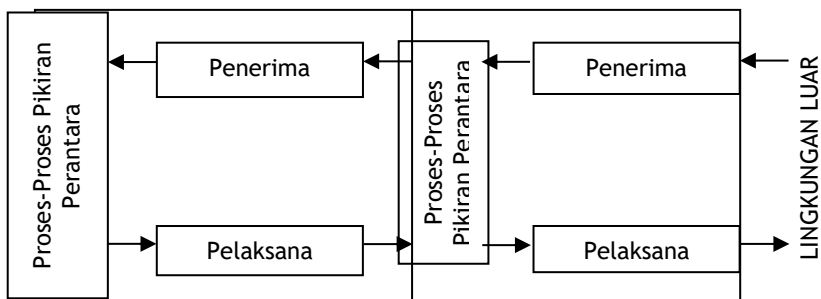 Proses-Proses Pikiran
Perantara
Penerima
Pelaksana
Proses-Proses
Pikiran Perantara
Penerima
Pelaksana
LINGKUNGAN LUAR